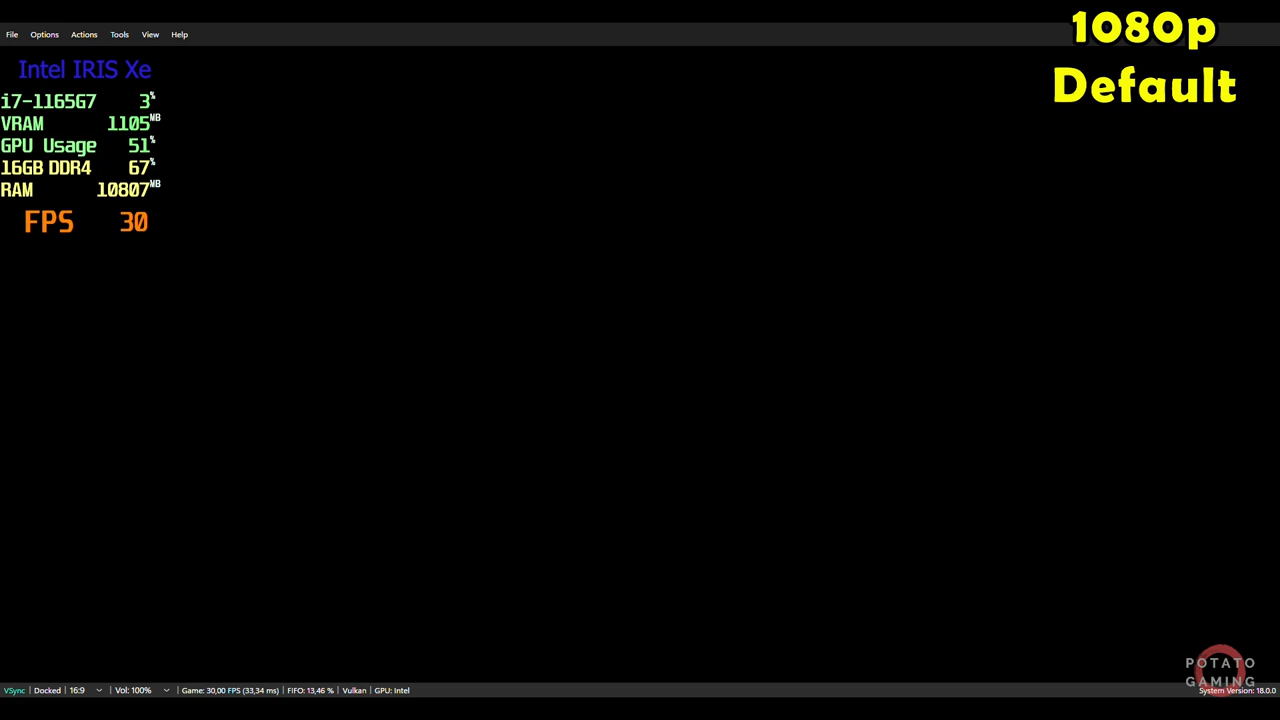 1080p
Default
File Options Actions Tools View Help
Intel IRIS Xe
i7-1165G7 3%
VRAM 1105MB
GPU Usage 51%
16GB DDR4 67%
RAM 10807MB
FPS 30
POTATO
GAMING
VSync | Docked | 16:9 | Vol: 100% | Game: 30,00 FPS (33,34 ms) | FIFO: 13,46 % | Vulkan | GPU: Intel
System Version: 18.0.0